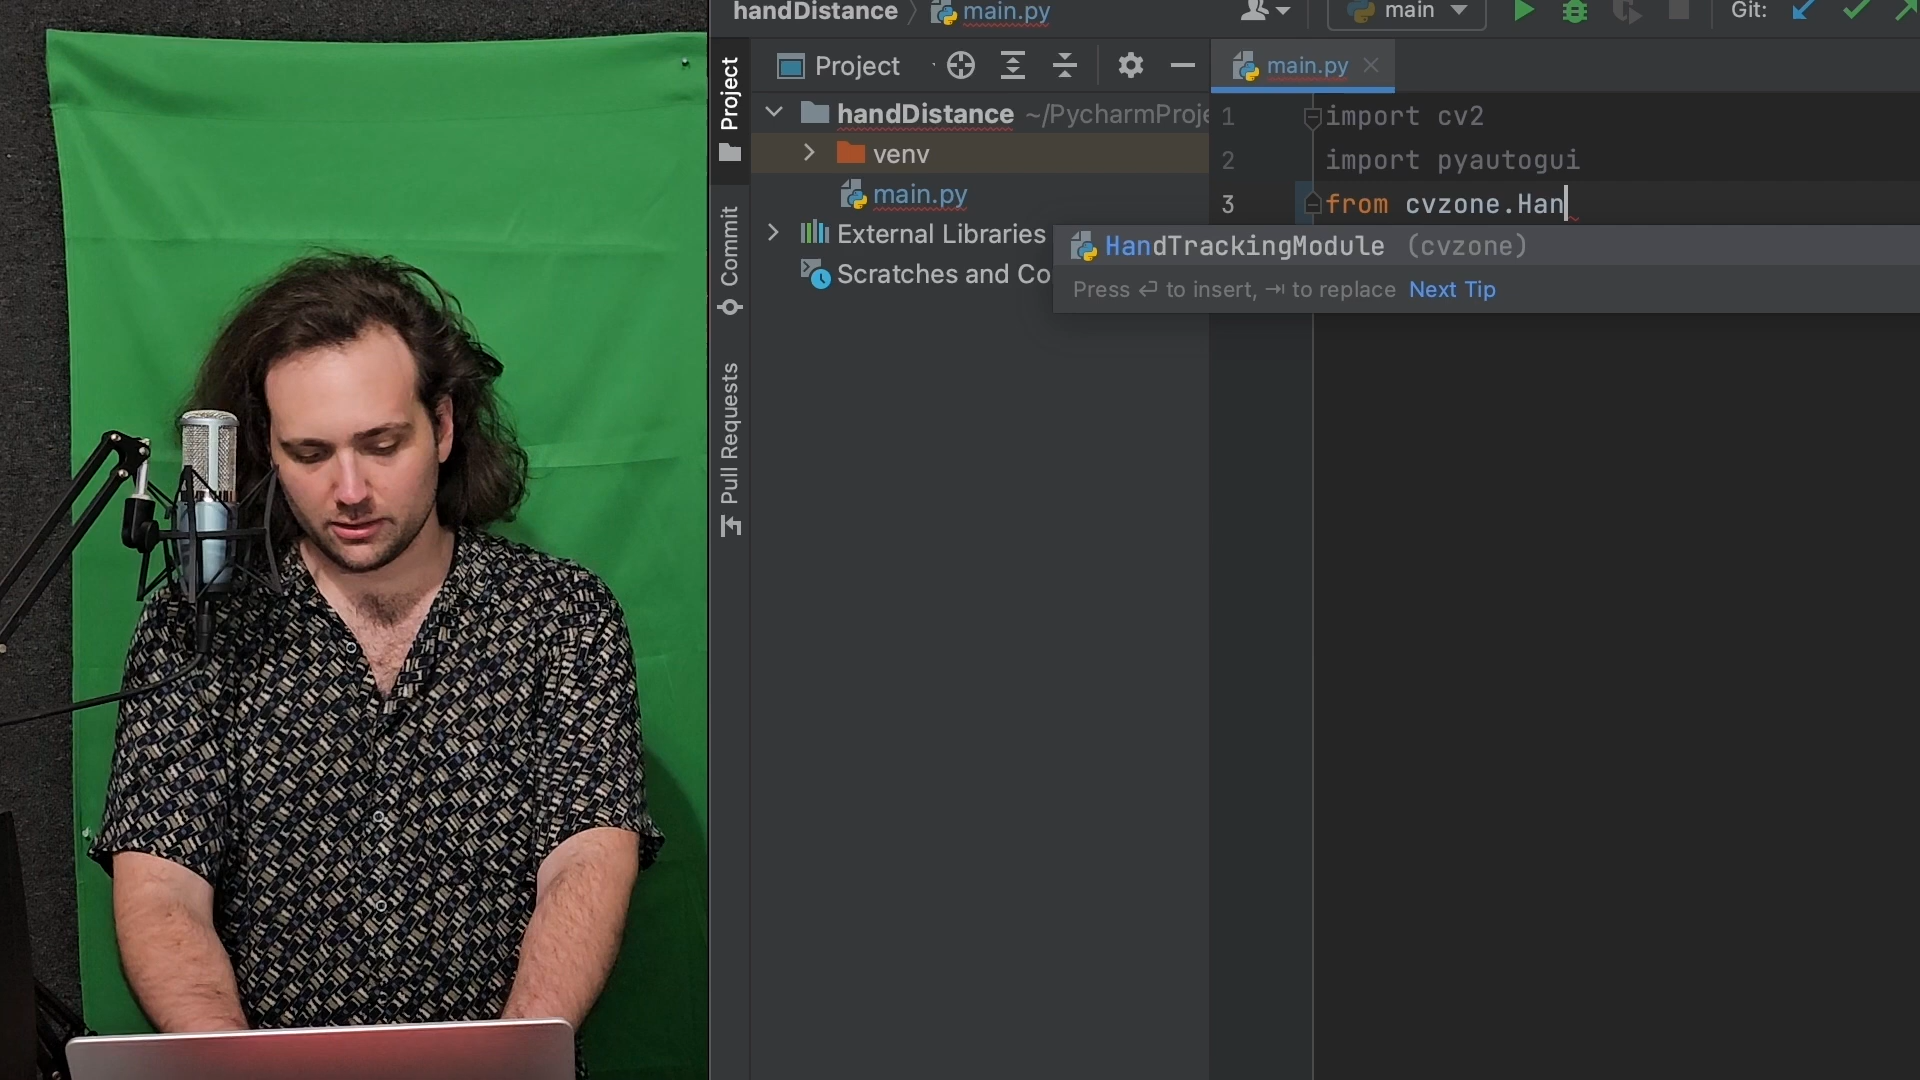 handDistance main.py
main
Git:
Project
Project
main.py
handDistance ~/PycharmProje
venv
main.py
External Libraries
Scratches and Co
Commit
Pull Requests
1 import cv2
2 import pyautogui
3 from cvzone.Han
HandTrackingModule (cvzone)
Press ↵ to insert, ⇥ to replace Next Tip